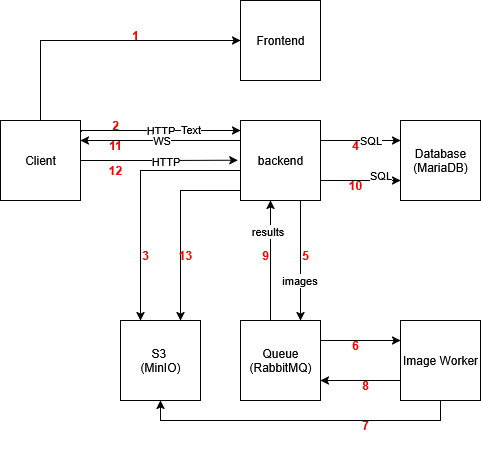 1
Frontend
2
HTTP Text
11
WS
HTTP
12
Client
backend
4
SQL
SQL
10
Database
(MariaDB)
results
3
13
9
5
images
S3
(MinIO)
Queue
(RabbitMQ)
6
8
Image Worker
7